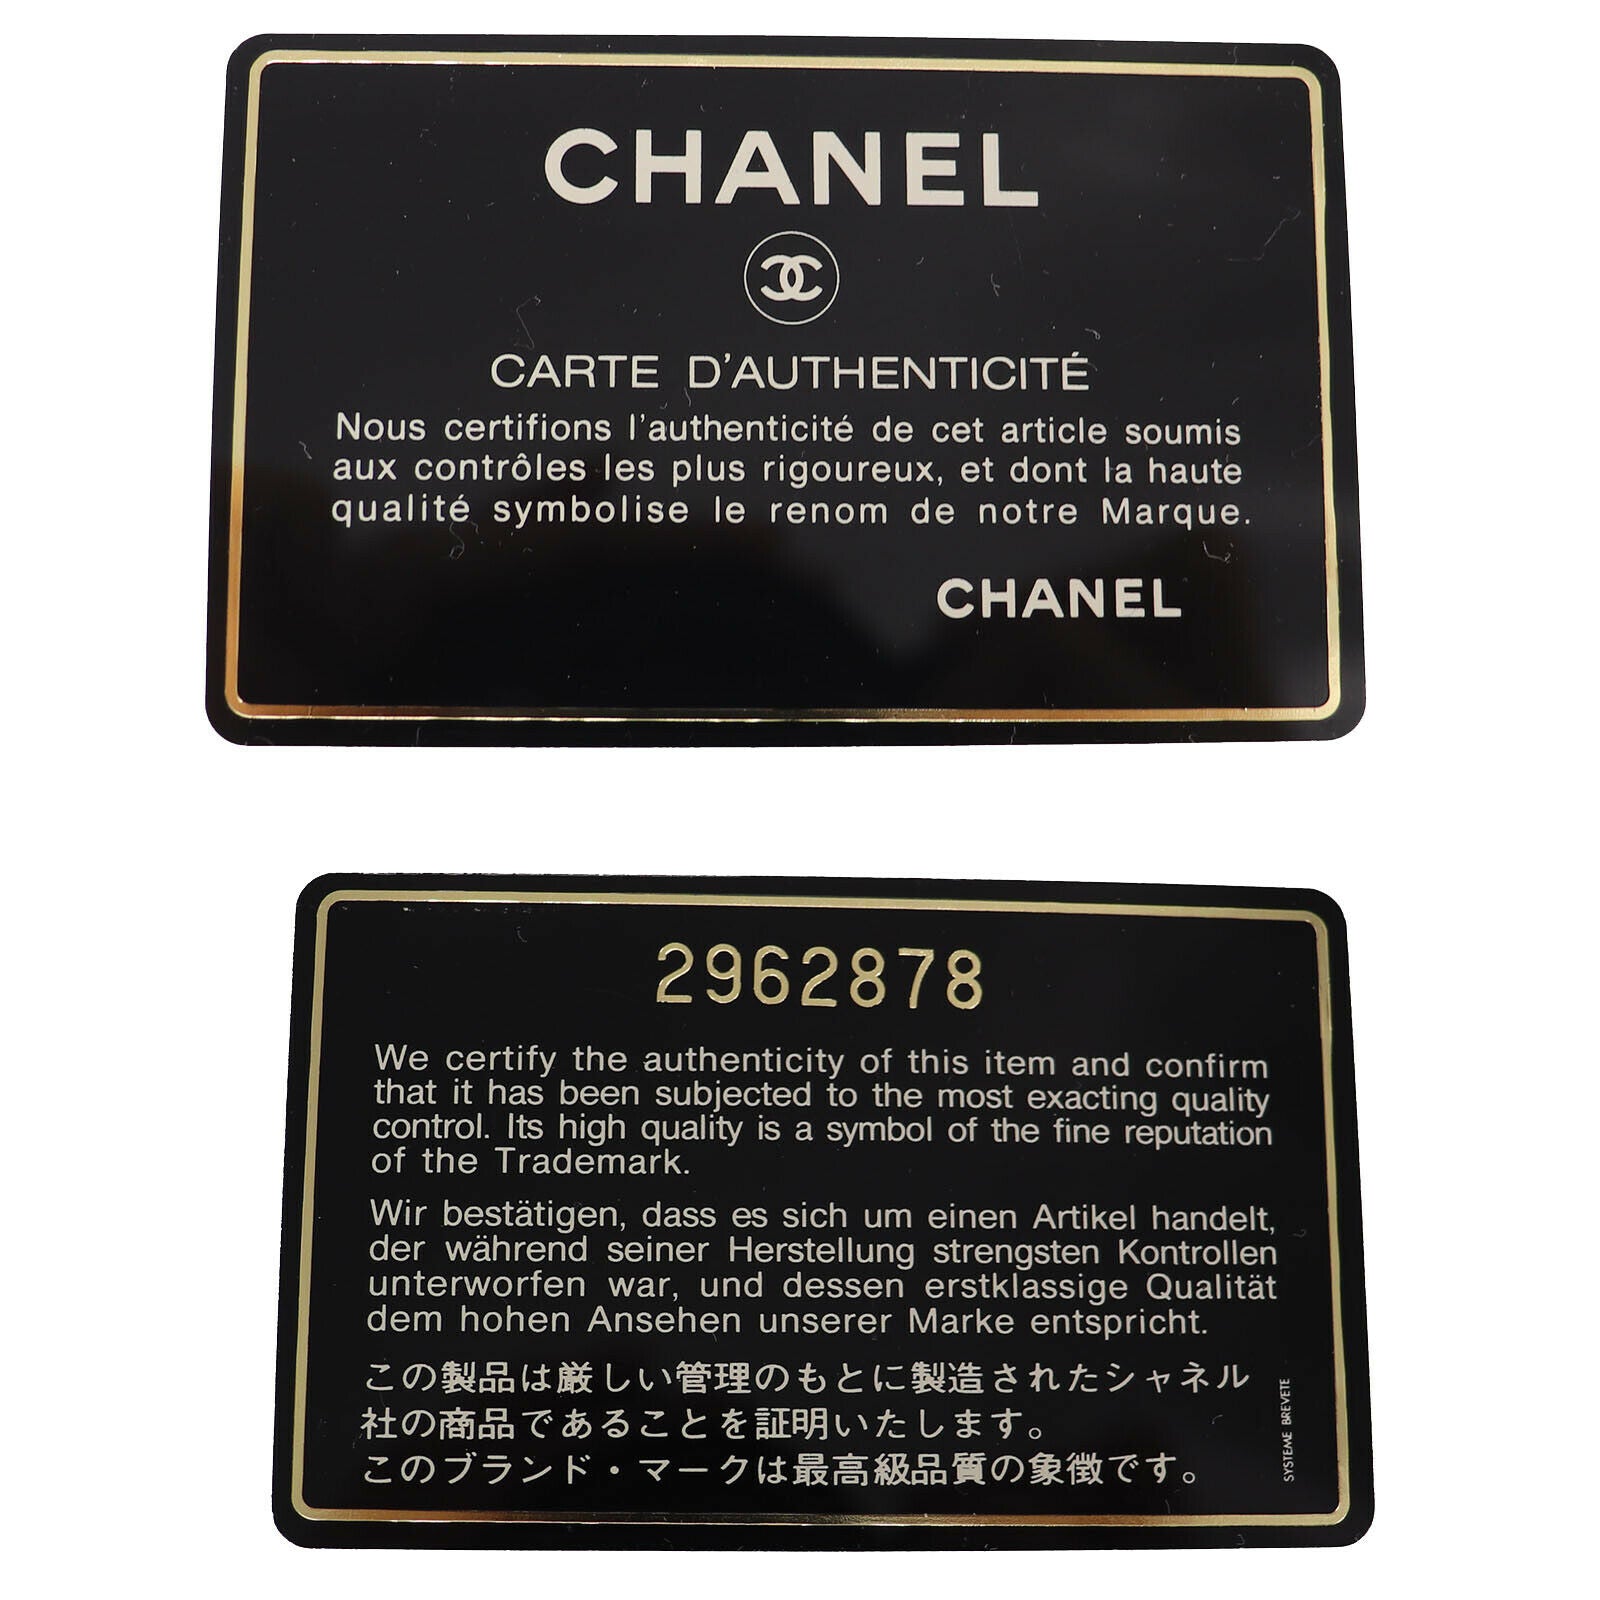 CHANEL
CARTE D'AUTHENTICITÉ
Nous certifions l'authenticité de cet article soumis
aux contrôles les plus rigoureux, et dont la haute
qualité symbolise le renom de notre Marque.
CHANEL
2962878
We certify the authenticity of this item and confirm
that it has been subjected to the most exacting quality
control. Its high quality is a symbol of the fine reputation
of the Trademark.
Wir bestätigen, dass es sich um einen Artikel handelt,
der während seiner Herstellung strengsten Kontrollen
unterworfen war, und dessen erstklassige Qualität
dem hohen Ansehen unserer Marke entspricht.
この製品は厳しい管理のもとに製造されたシャネル
社の商品であることを証明いたします。
このブランド・マークは最高級品質の象徴です。
SYSTEME BREVETE